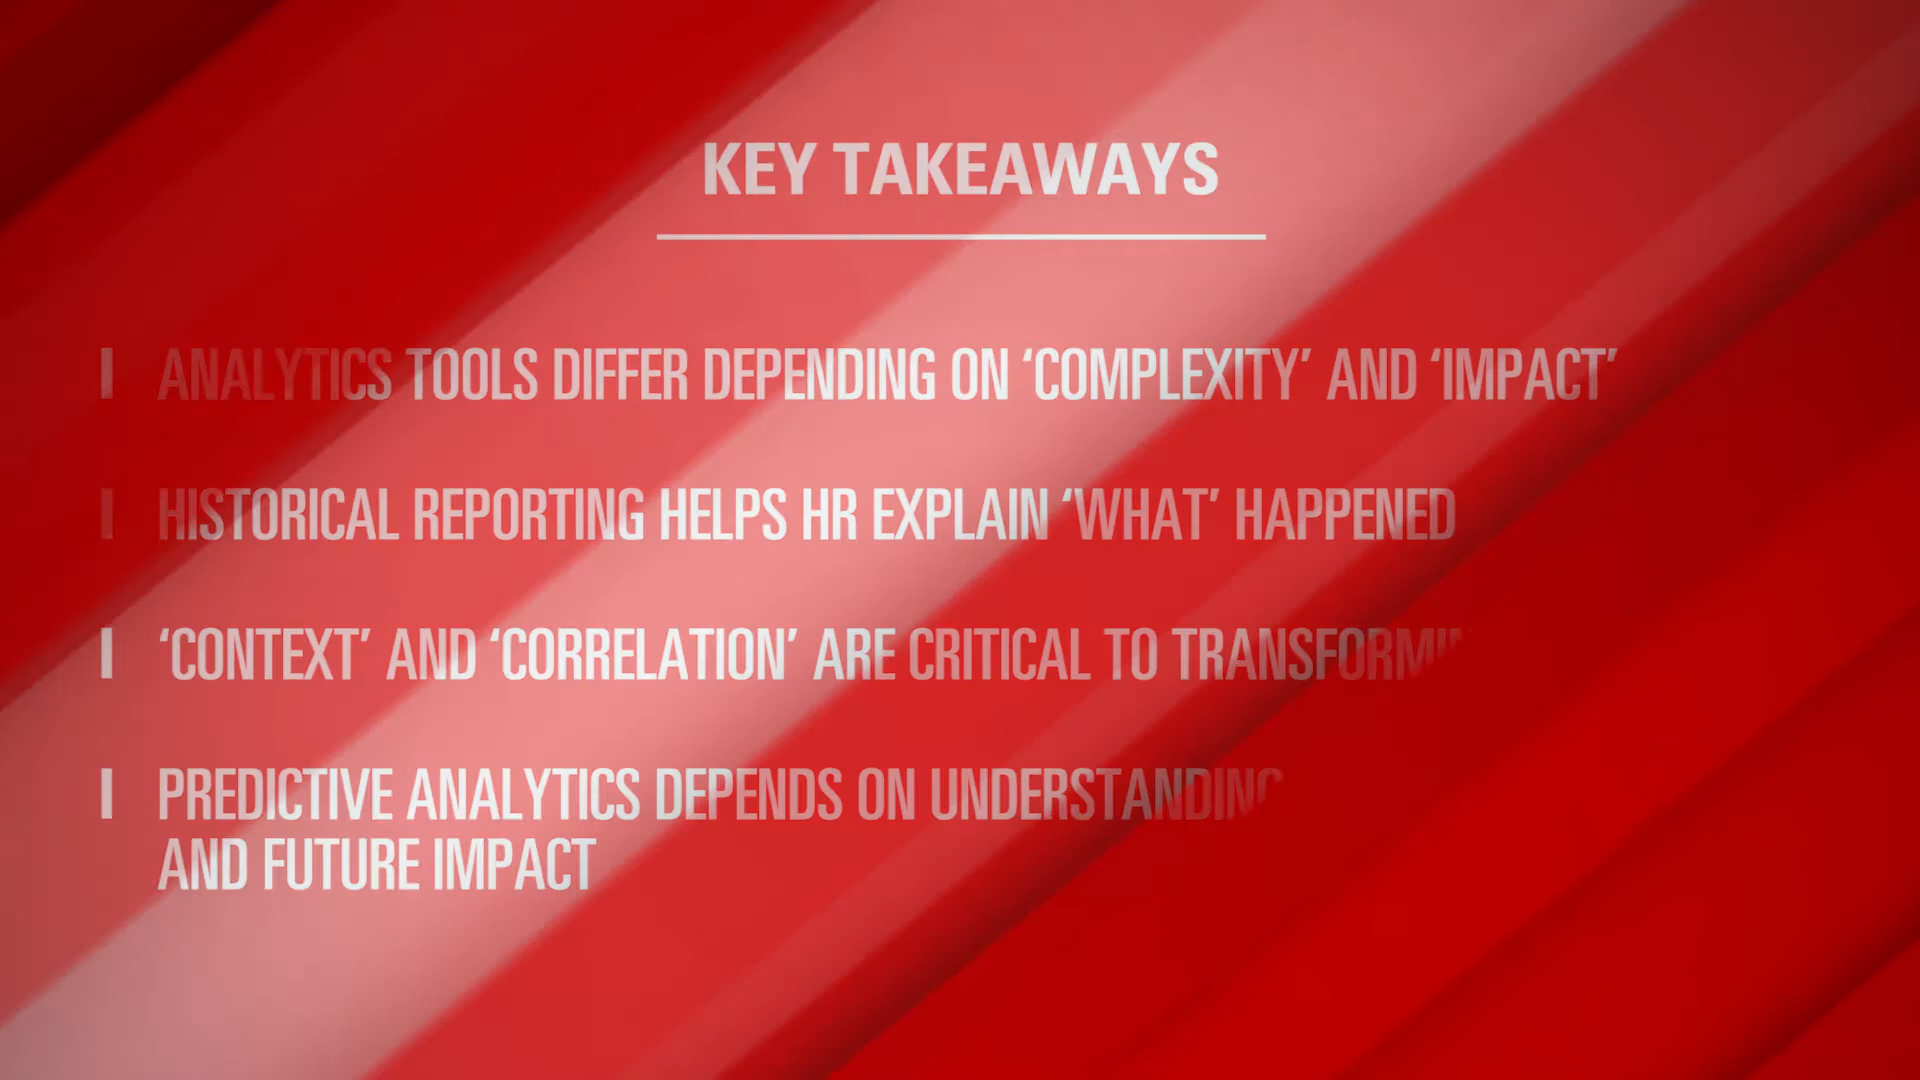 KEY TAKEAWAYS
ANALYTICS TOOLS DIFFER DEPENDING ON ‘COMPLEXITY’ AND ‘IMPACT’
HISTORICAL REPORTING HELPS HR EXPLAIN ‘WHAT’ HAPPENED
‘CONTEXT’ AND ‘CORRELATION’ ARE CRITICAL TO
PREDICTIVE ANALYTICS DEPENDS ON UNDERSTANDING
AND FUTURE IMPACT